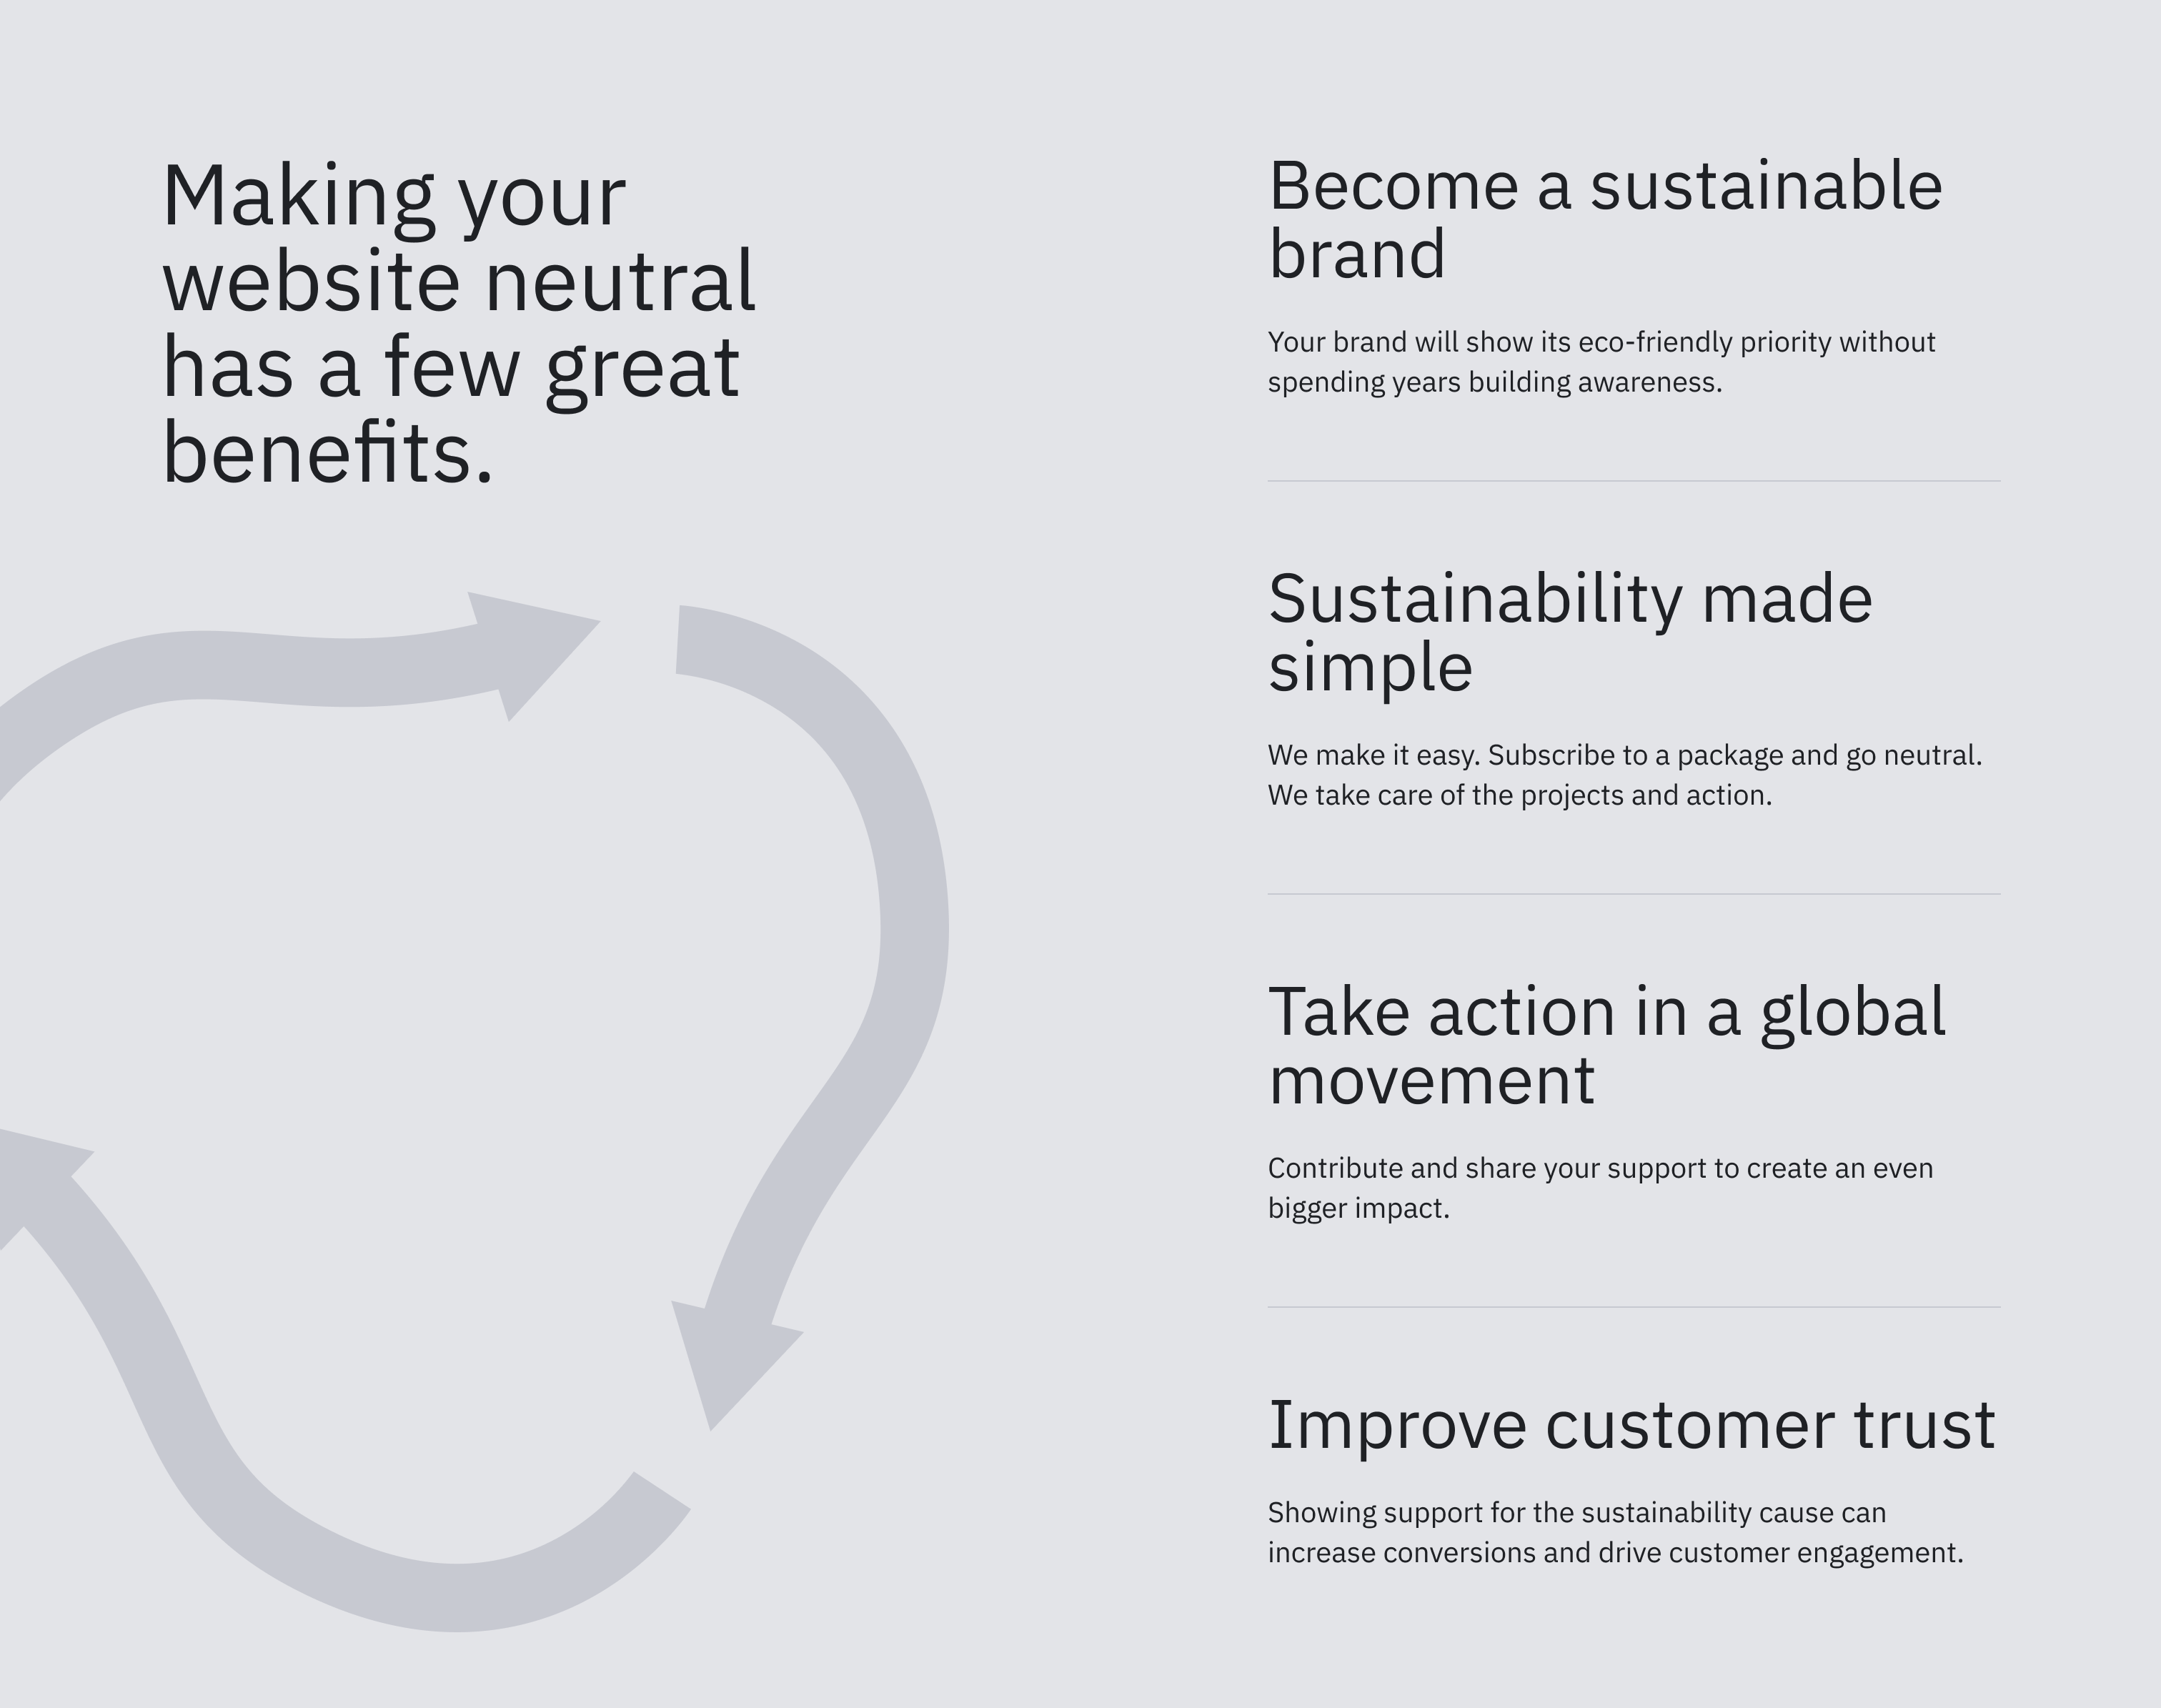 Making your
website neutral
has a few great
benefits.
Become a sustainable
brand
Your brand will show its eco-friendly priority without
spending years building awareness.
Sustainability made
simple
We make it easy. Subscribe to a package and go neutral.
We take care of the projects and action.
Take action in a global
movement
Contribute and share your support to create an even
bigger impact.
Improve customer trust
Showing support for the sustainability cause can
increase conversions and drive customer engagement.